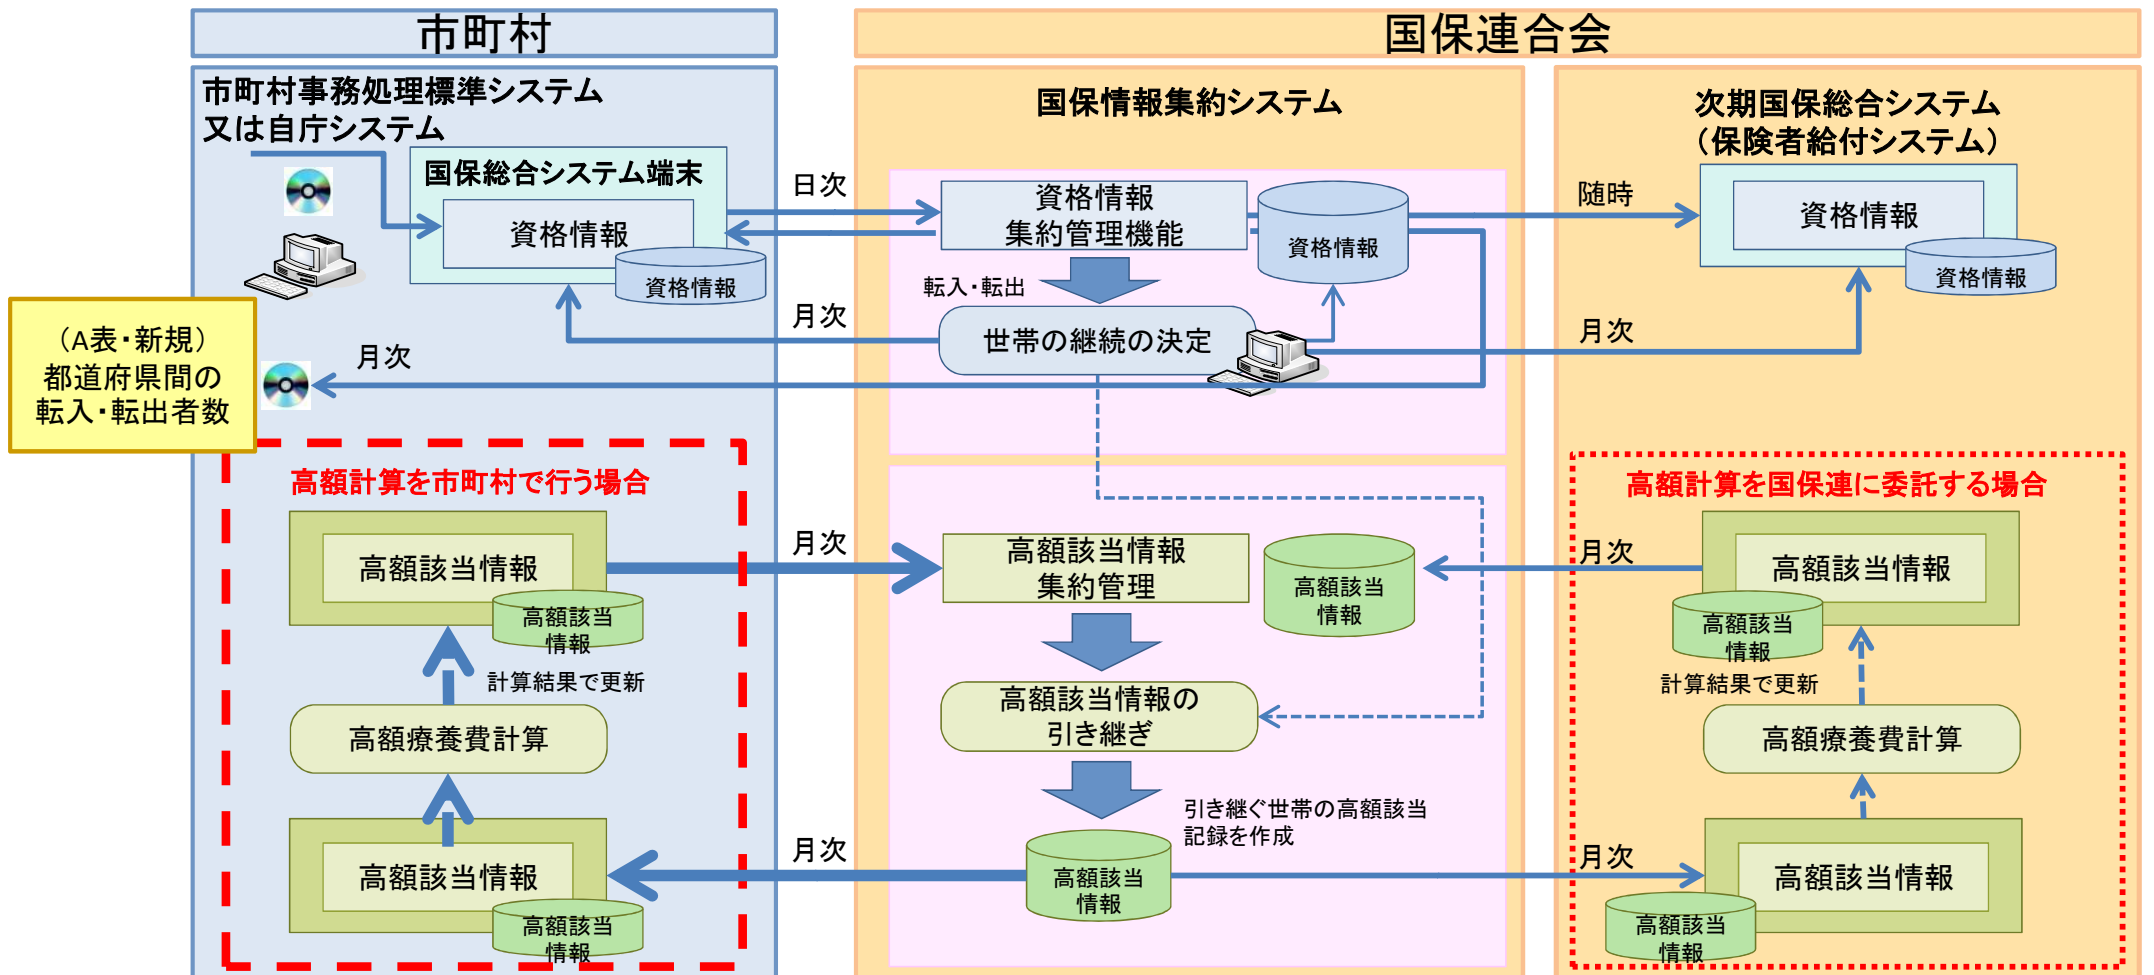 市町村
国保連合会
市町村事務処理標準システム
又は自庁システム
国保総合システム端末
資格情報
資格情報
日次
月次
月次
(A表・新規)
都道府県間の
転入・転出者数
国保情報集約システム
資格情報
集約管理機能
資格情報
転入・転出
世帯の継続の決定
次期国保総合システム
(保険者給付システム)
随時
資格情報
資格情報
月次
高額計算を市町村で行う場合
高額該当情報
高額該当
情報
計算結果で更新
高額療養費計算
高額該当情報
高額該当
情報
月次
月次
高額該当情報
集約管理
高額該当
情報
高額該当情報の
引き継ぎ
引き継ぐ世帯の高額該当
記録を作成
高額該当
情報
高額計算を国保連に委託する場合
月次
高額該当情報
高額該当
情報
計算結果で更新
高額療養費計算
月次
高額該当情報
高額該当
情報